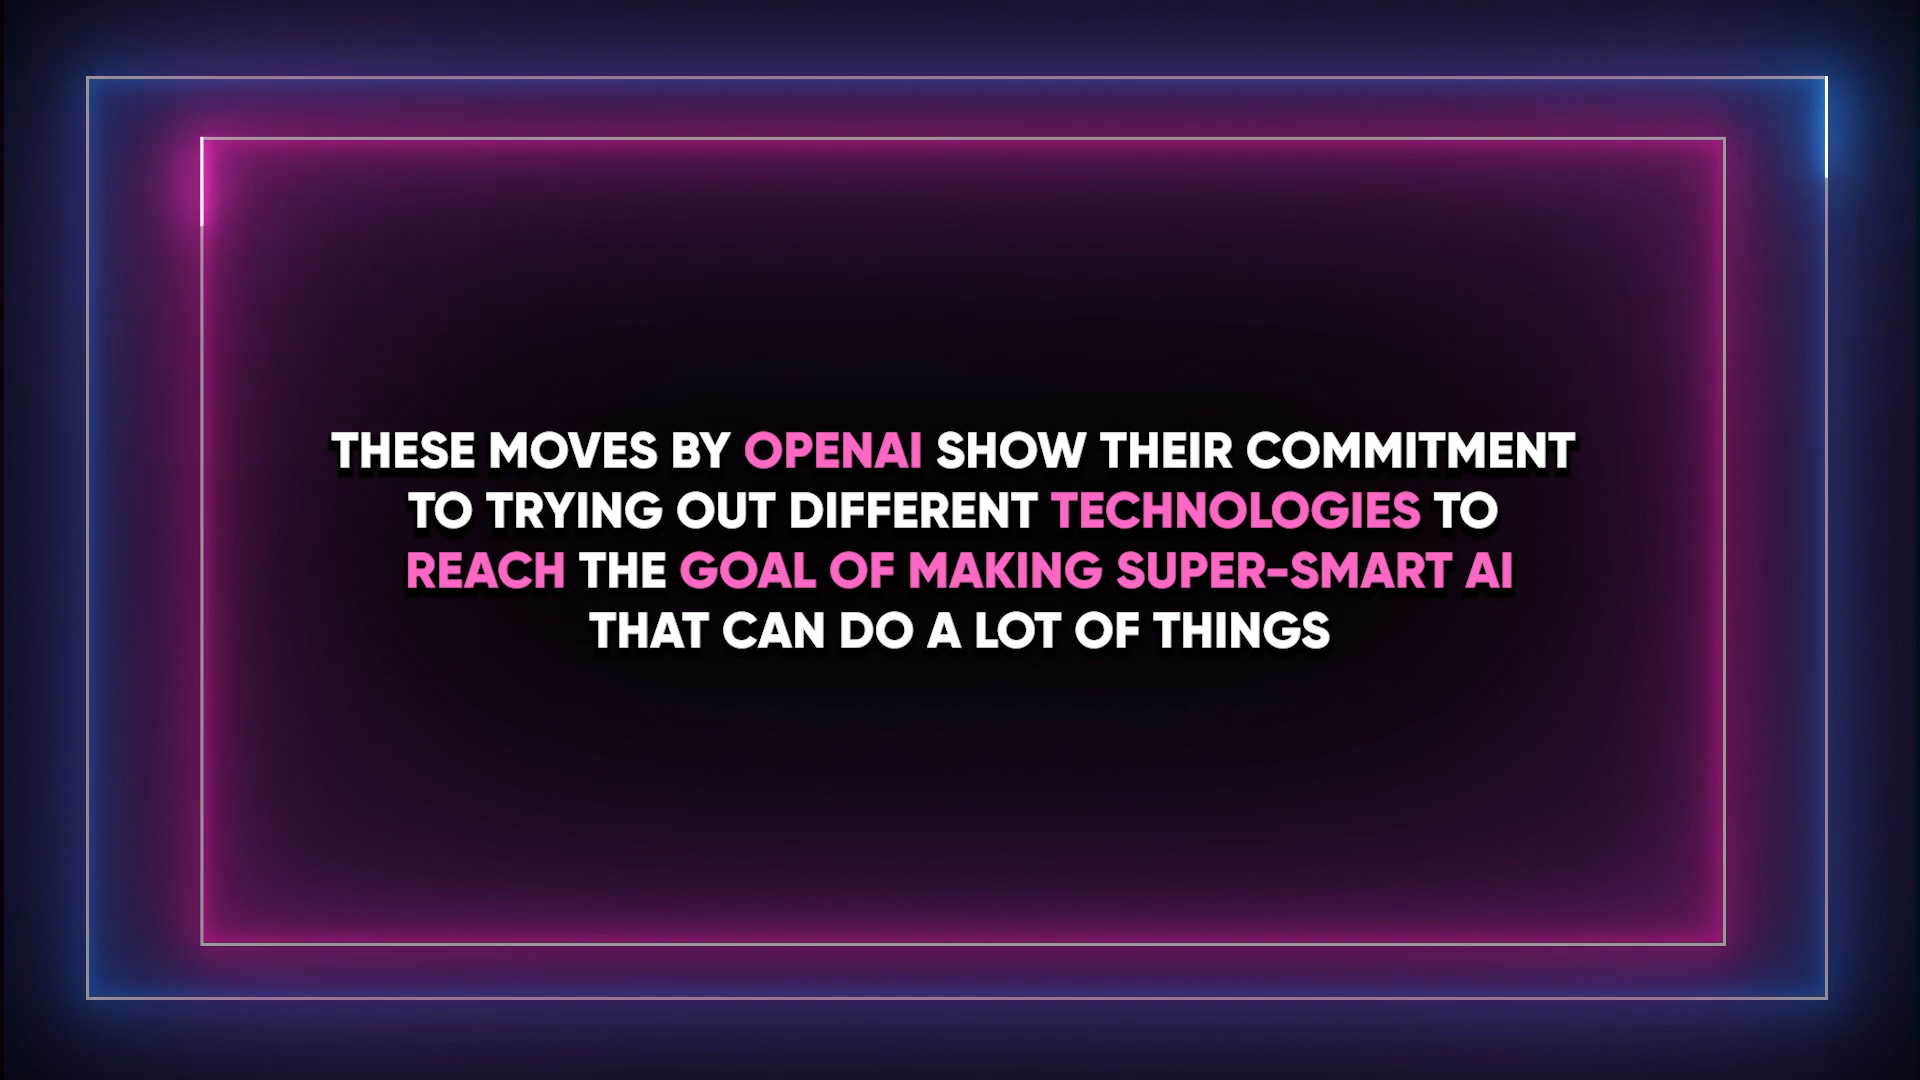 THESE MOVES BY OPENAI SHOW THEIR COMMITMENT
TO TRYING OUT DIFFERENT TECHNOLOGIES TO
REACH THE GOAL OF MAKING SUPER-SMART AI
THAT CAN DO A LOT OF THINGS